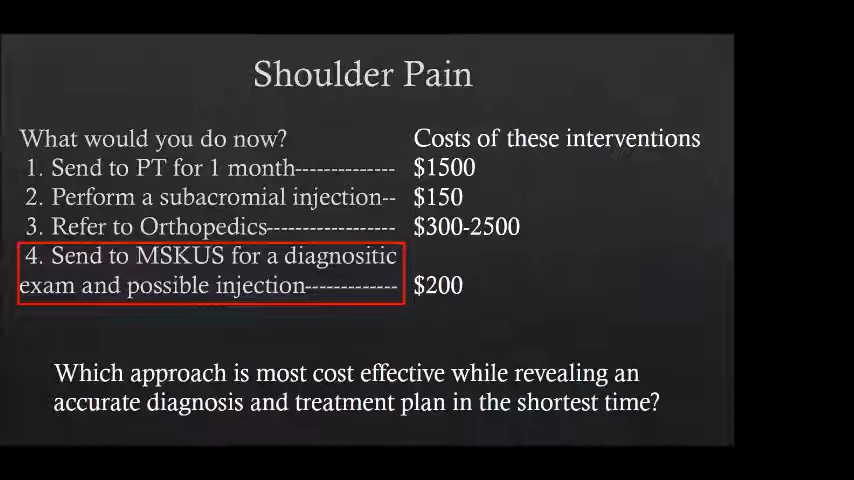 Shoulder Pain
What would you do now? Costs of these interventions
1. Send to PT for 1 month-------------- $1500
2. Perform a subacromial injection-- $150
3. Refer to Orthopedics------------------ $300-2500
4. Send to MSKUS for a diagnositic
exam and possible injection------------- $200
Which approach is most cost effective while revealing an
accurate diagnosis and treatment plan in the shortest time?